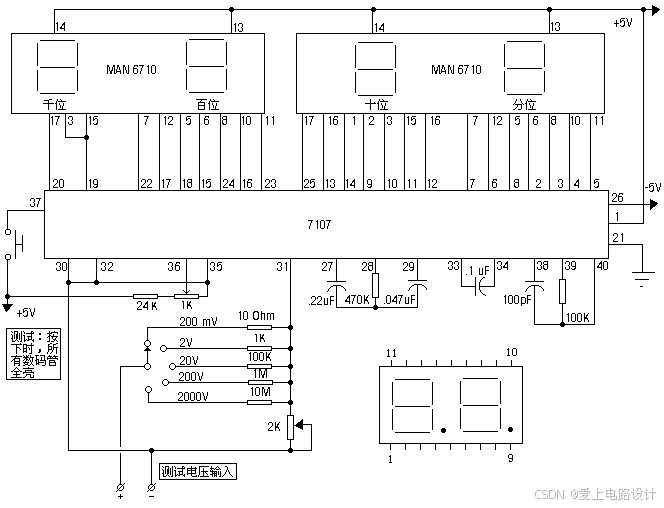 +5V
14
13
14
13
MAN 6710
MAN 6710
千位
百位
十位
分位
17
3
15
7
12
5
6
8
10
11
17
16
1
2
3
15
16
7
12
5
6
8
10
11
20
19
22
17
18
15
24
16
23
25
13
14
9
10
11
12
7
6
8
2
3
4
5
26
-5V
37
7107
1
21
30
32
36
35
31
27
28
29
33
34
38
39
40
.1 uF
24K
1K
.22uF
470K
.047uF
100pF
100K
+5V
测试：按
下时，所
有数码管
全亮
200 mV
10 Ohm
2V
1K
20V
100K
200V
1M
2000V
10M
2K
11
10
1
9
测试电压输入
+
-
CSDN @爱上电路设计